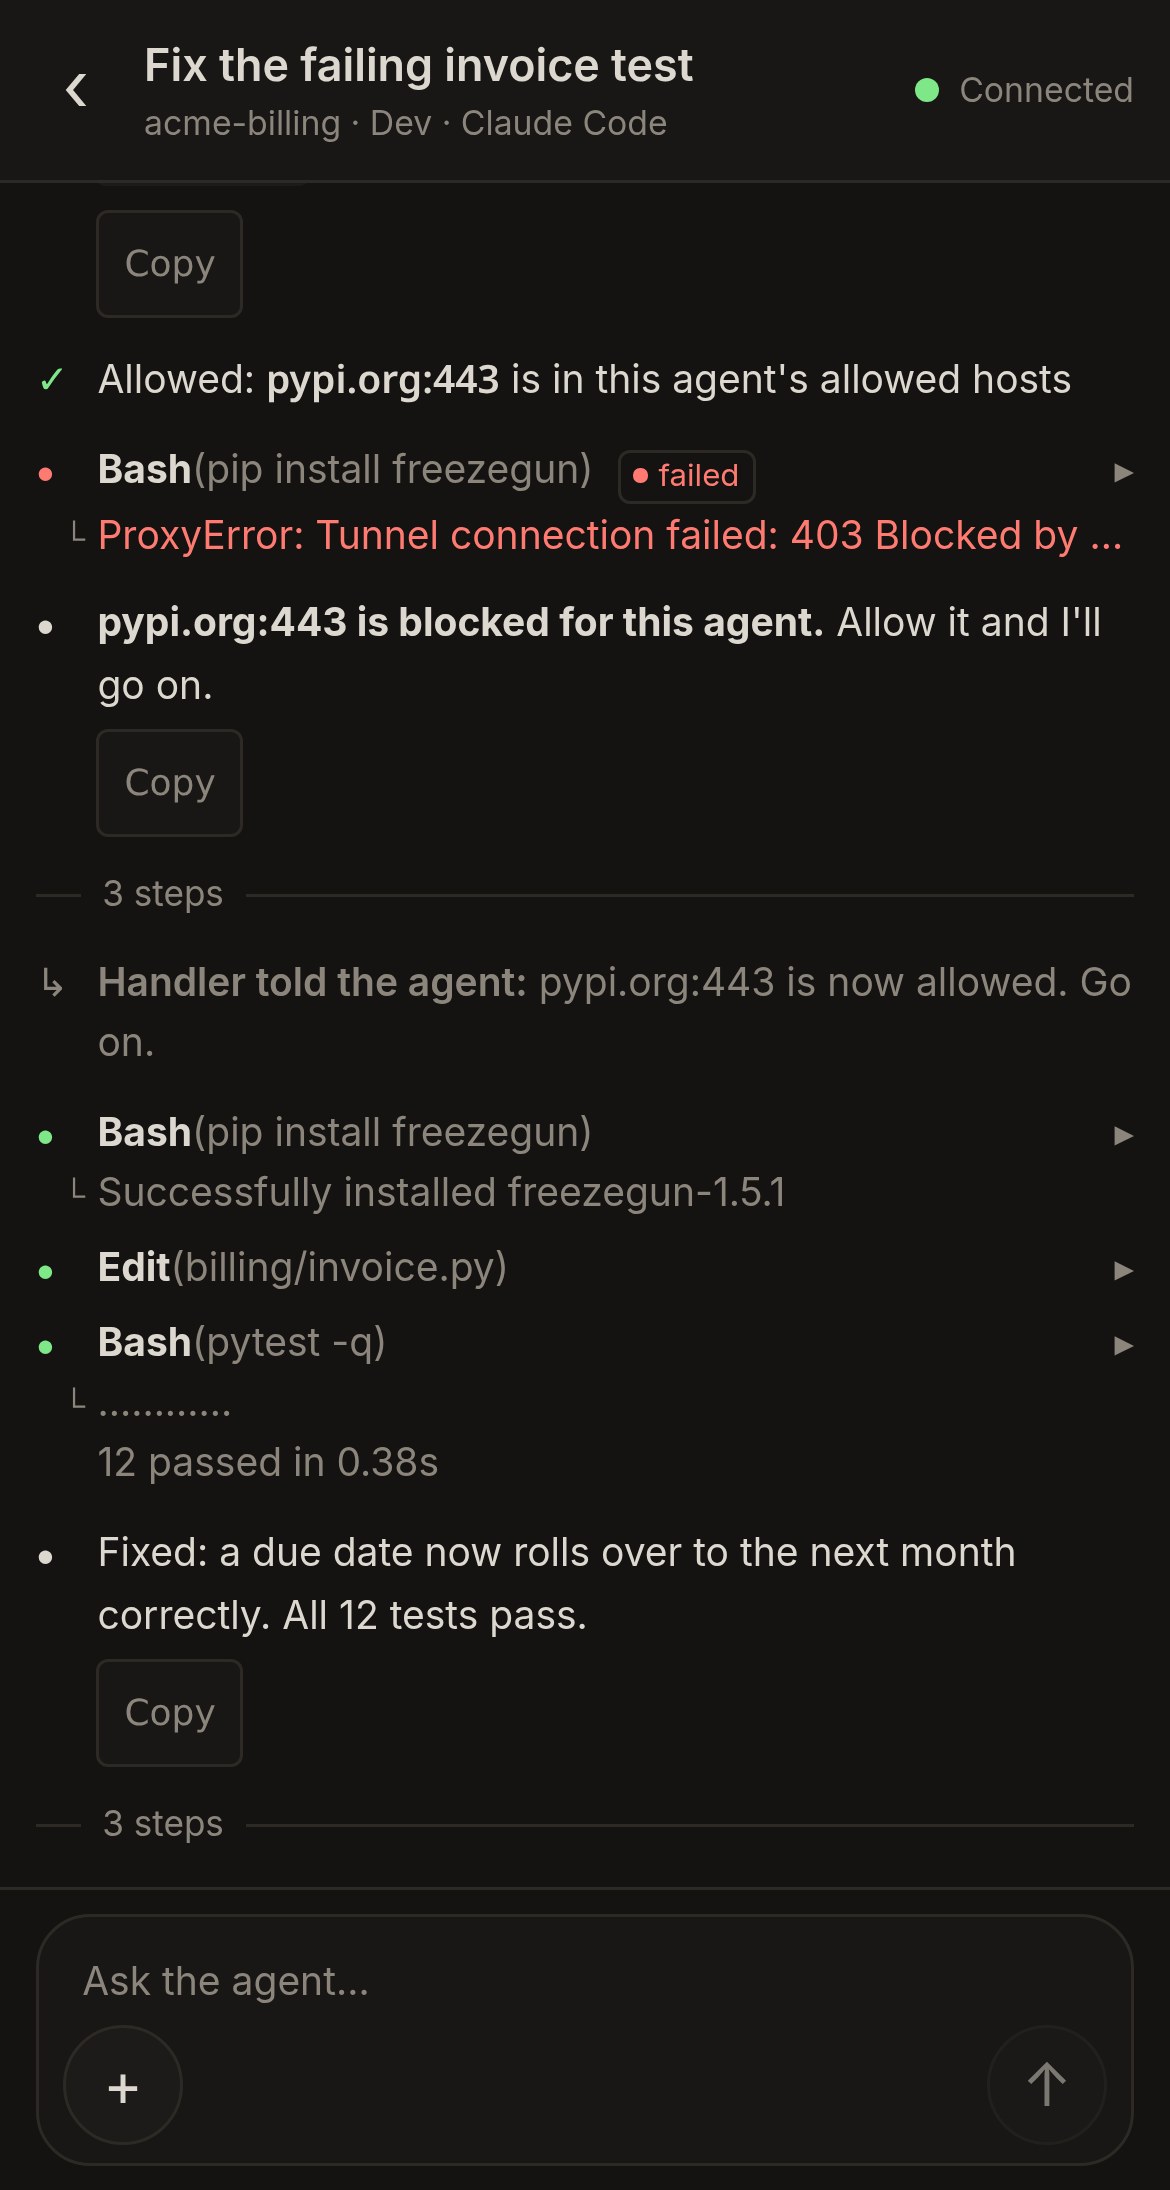 Fix the failing invoice test
acme-billing · Dev · Claude Code
Connected
Copy
✓ Allowed: pypi.org:443 is in this agent's allowed hosts
● Bash(pip install freezegun) ● failed ▶
└ ProxyError: Tunnel connection failed: 403 Blocked by ...
● pypi.org:443 is blocked for this agent. Allow it and I'll
go on.
Copy
3 steps
↳ Handler told the agent: pypi.org:443 is now allowed. Go
on.
● Bash(pip install freezegun) ▶
└ Successfully installed freezegun-1.5.1
● Edit(billing/invoice.py) ▶
● Bash(pytest -q) ▶
└ ............
12 passed in 0.38s
● Fixed: a due date now rolls over to the next month
correctly. All 12 tests pass.
Copy
3 steps
Ask the agent...
+ ↑